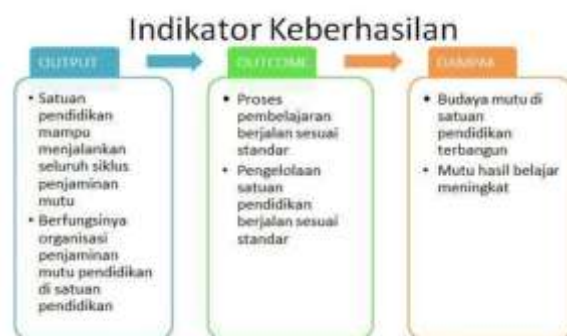 Indikator Keberhasilan
OUTPUT
• Satuan
pendidikan
mampu
menjalankan
seluruh siklus
penjaminan
mutu
• Berfungsinya
organisasi
penjaminan
mutu pendidikan
di satuan
pendidikan
OUTCOME
• Proses
pembelajaran
berjalan sesuai
standar
• Pengelolaan
satuan
pendidikan
berjalan sesuai
standar
DAMPAK
• Budaya mutu di
satuan
pendidikan
terbangun
• Mutu hasil belajar
meningkat